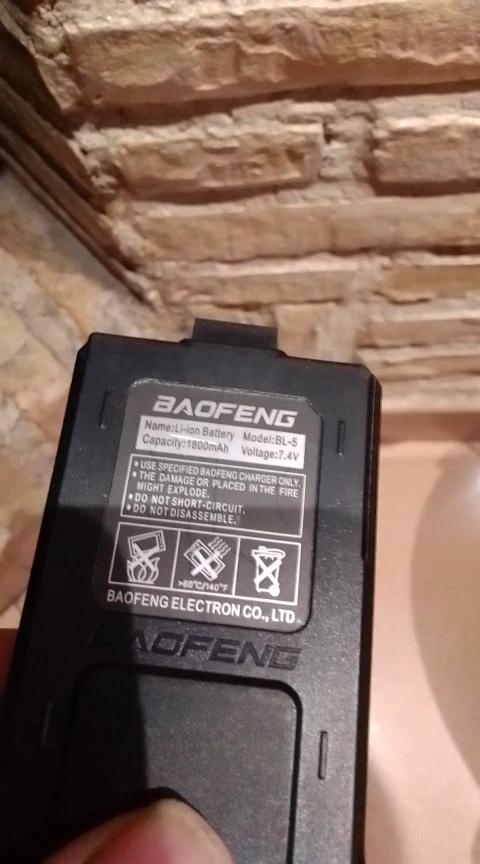 BAOFENG
Name:Li-ion Battery Model:BL-5
Capacity:1800mAh Voltage:7.4V
• USE SPECIFIED BAOFENG CHARGER ONLY.
• THE DAMAGE OR PLACED IN THE FIRE
MIGHT EXPLODE.
• DO NOT SHORT-CIRCUIT.
• DO NOT DISASSEMBLE.
>60°C/140°F
BAOFENG ELECTRON CO., LTD.
BAOFENG